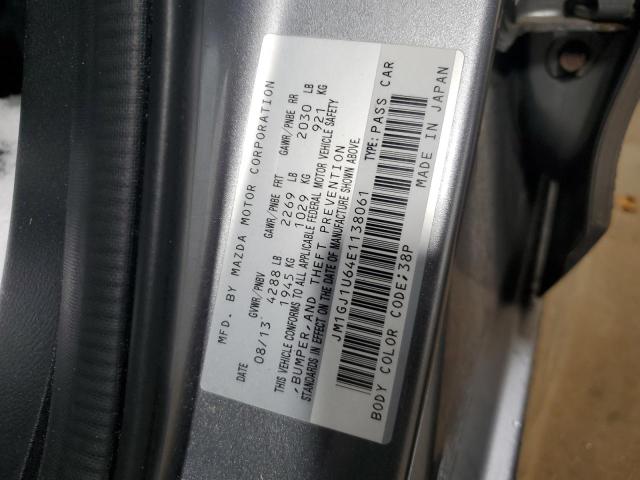 MFD. BY MAZDA MOTOR CORPORATION
DATE GVWR/PNBV GAWR/PNBE FRT GAWR/PNBE RR
08/13 4288 LB 2269 LB 2030 LB
1945 KG 1029 KG 921 KG
THIS VEHICLE CONFORMS TO ALL APPLICABLE FEDERAL MOTOR VEHICLE SAFETY
,BUMPER,AND THEFT PREVENTION
STANDARDS IN EFFECT ON THE DATE OF MANUFACTURE SHOWN ABOVE
JM1GJ1U64E1138061 TYPE: PASS CAR
BODY COLOR CODE;38P MADE IN JAPAN